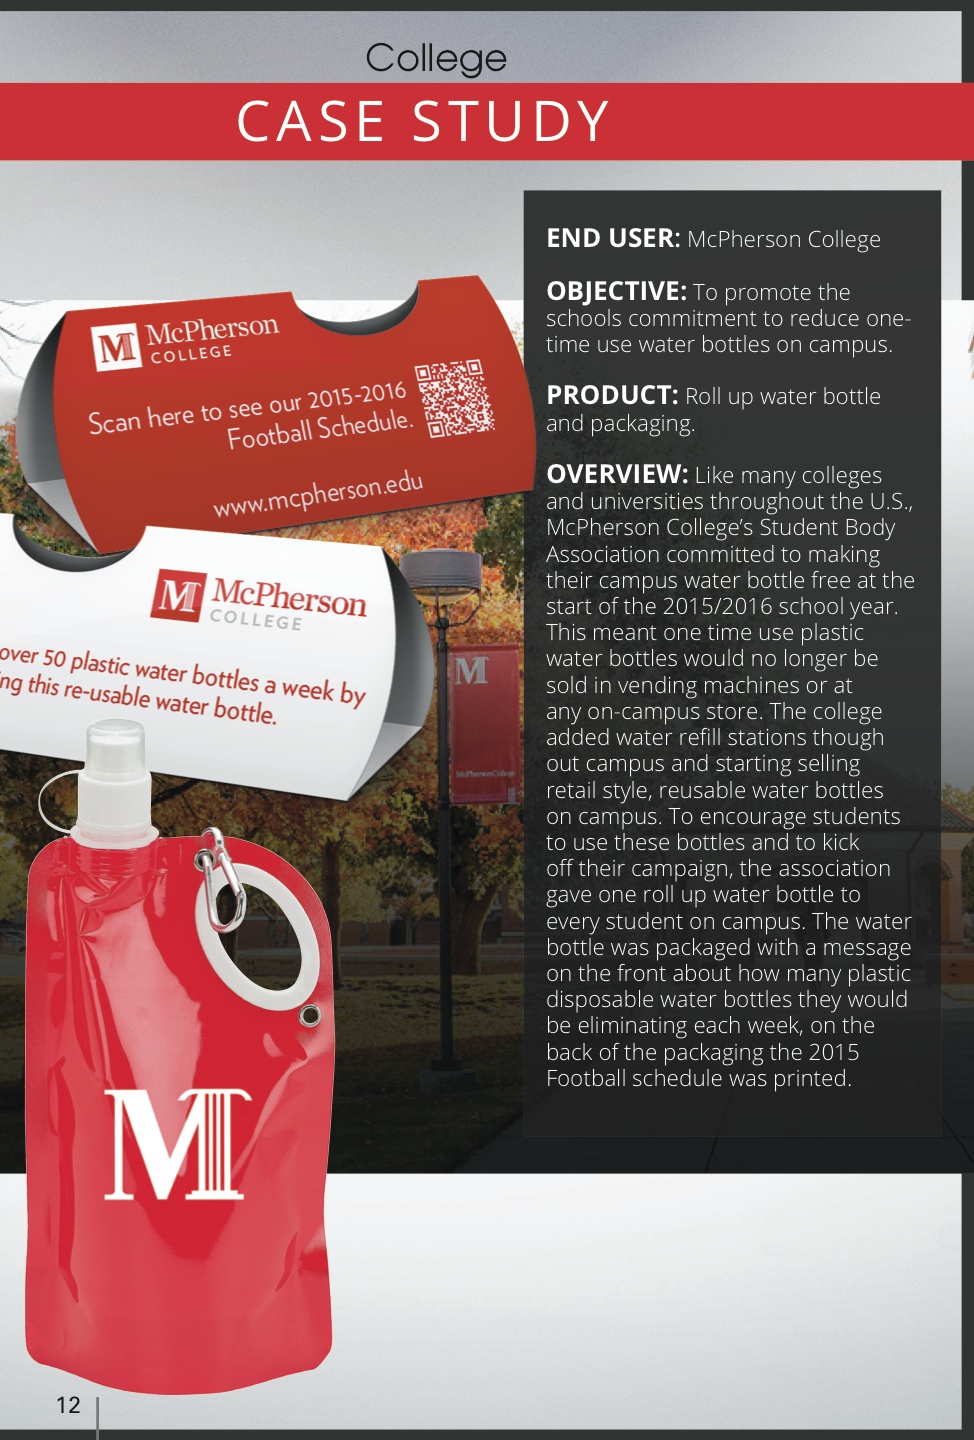 College
CASE STUDY
M McPherson
COLLEGE
Scan here to see our 2015-2016
Football Schedule.
www.mcpherson.edu
M McPherson
COLLEGE
over 50 plastic water bottles a week by
ng this re-usable water bottle.
M
McPherson College
M
END USER: McPherson College
OBJECTIVE: To promote the
schools commitment to reduce one-
time use water bottles on campus.
PRODUCT: Roll up water bottle
and packaging.
OVERVIEW: Like many colleges
and universities throughout the U.S.,
McPherson College’s Student Body
Association committed to making
their campus water bottle free at the
start of the 2015/2016 school year.
This meant one time use plastic
water bottles would no longer be
sold in vending machines or at
any on-campus store. The college
added water refill stations though
out campus and starting selling
retail style, reusable water bottles
on campus. To encourage students
to use these bottles and to kick
off their campaign, the association
gave one roll up water bottle to
every student on campus. The water
bottle was packaged with a message
on the front about how many plastic
disposable water bottles they would
be eliminating each week, on the
back of the packaging the 2015
Football schedule was printed.
12